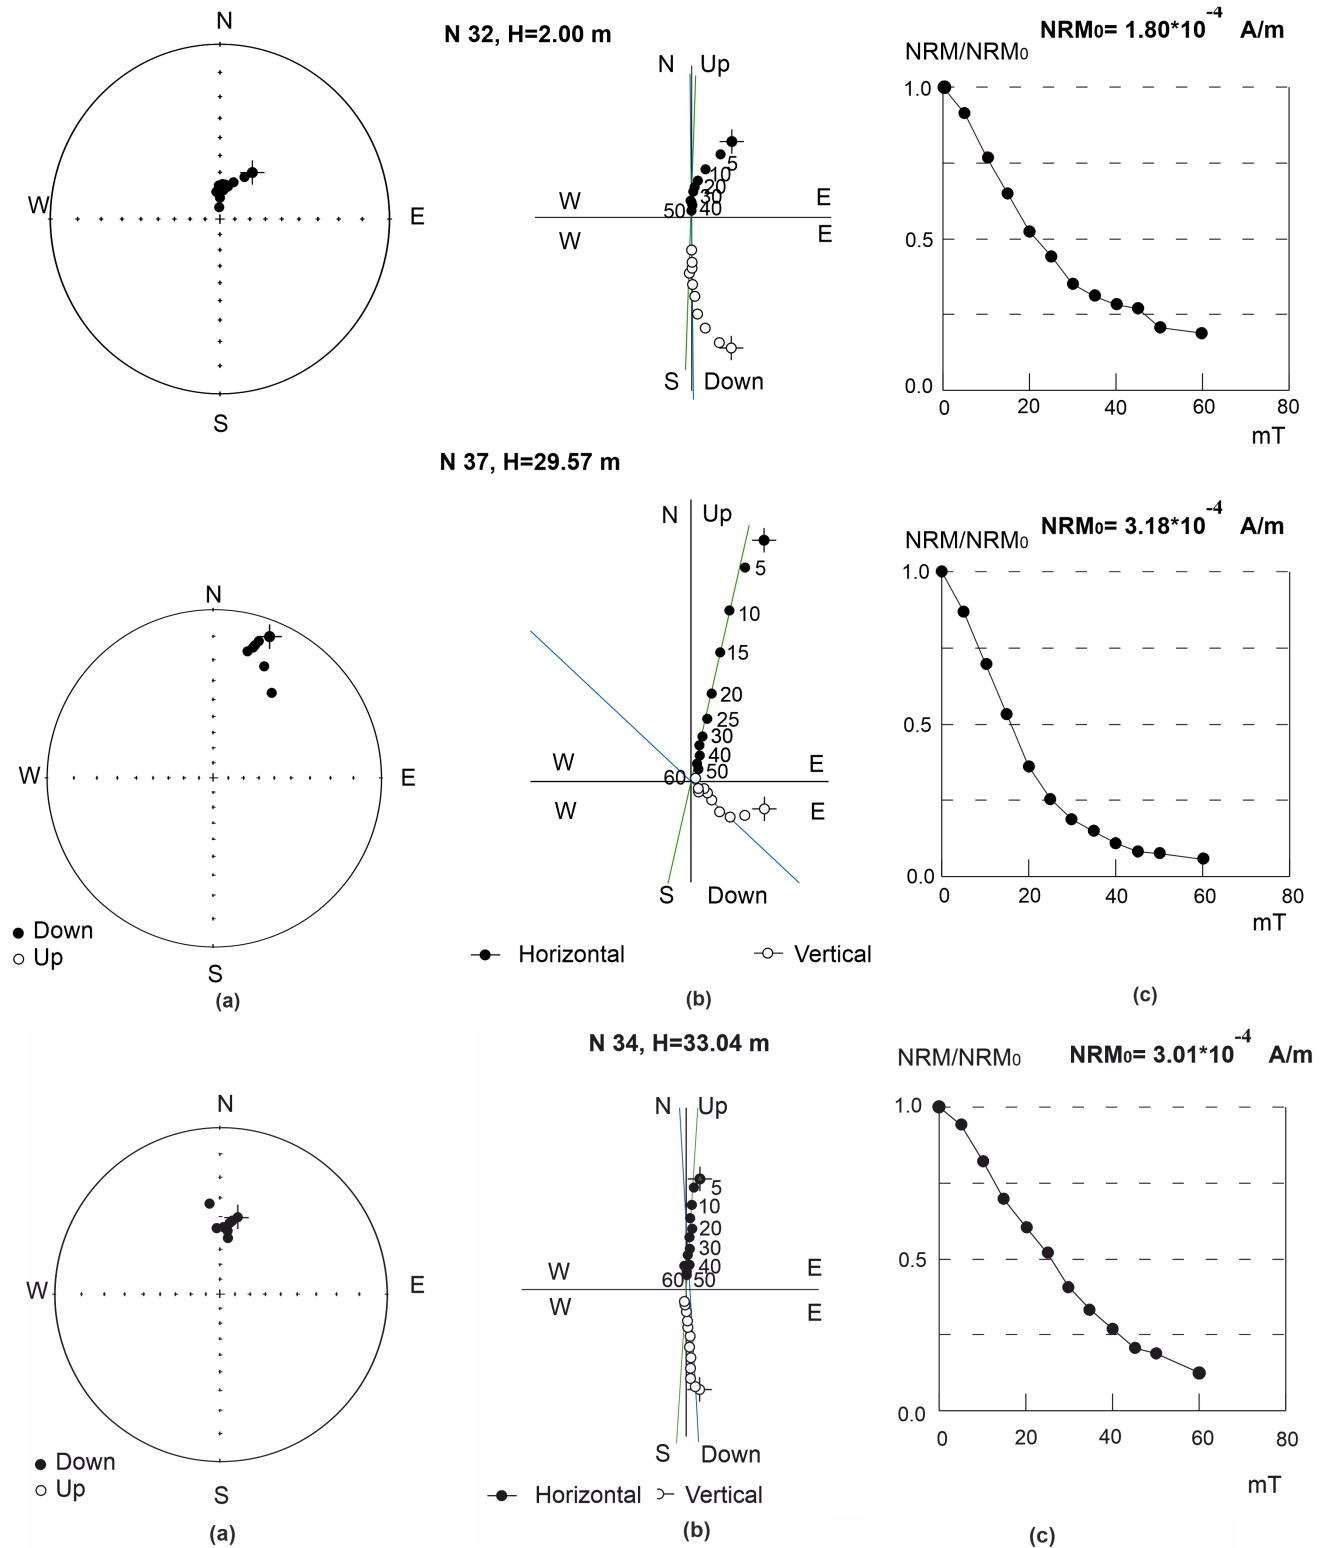 N
W
E
S
N 32, H=2.00 m
N Up
5
10
20
30
50 40
W E
W E
S Down
NRM₀= 1.80*10⁻⁴ A/m
NRM/NRM₀
1.0
0.5
0.0
0 20 40 60 80
mT
N 37, H=29.57 m
N
W
E
S
Down
Up
(a)
N Up
5
10
15
20
25
30
40
60 50
W E
W E
S Down
Horizontal Vertical
(b)
NRM₀= 3.18*10⁻⁴ A/m
NRM/NRM₀
1.0
0.5
0.0
0 20 40 60 80
mT
(c)
N
W
E
S
Down
Up
(a)
N 34, H=33.04 m
N Up
5
10
20
30
40
60 50
W E
W E
S Down
Horizontal Vertical
(b)
NRM/NRM₀ NRM₀= 3.01*10⁻⁴ A/m
1.0
0.5
0.0
0 20 40 60 80
mT
(c)